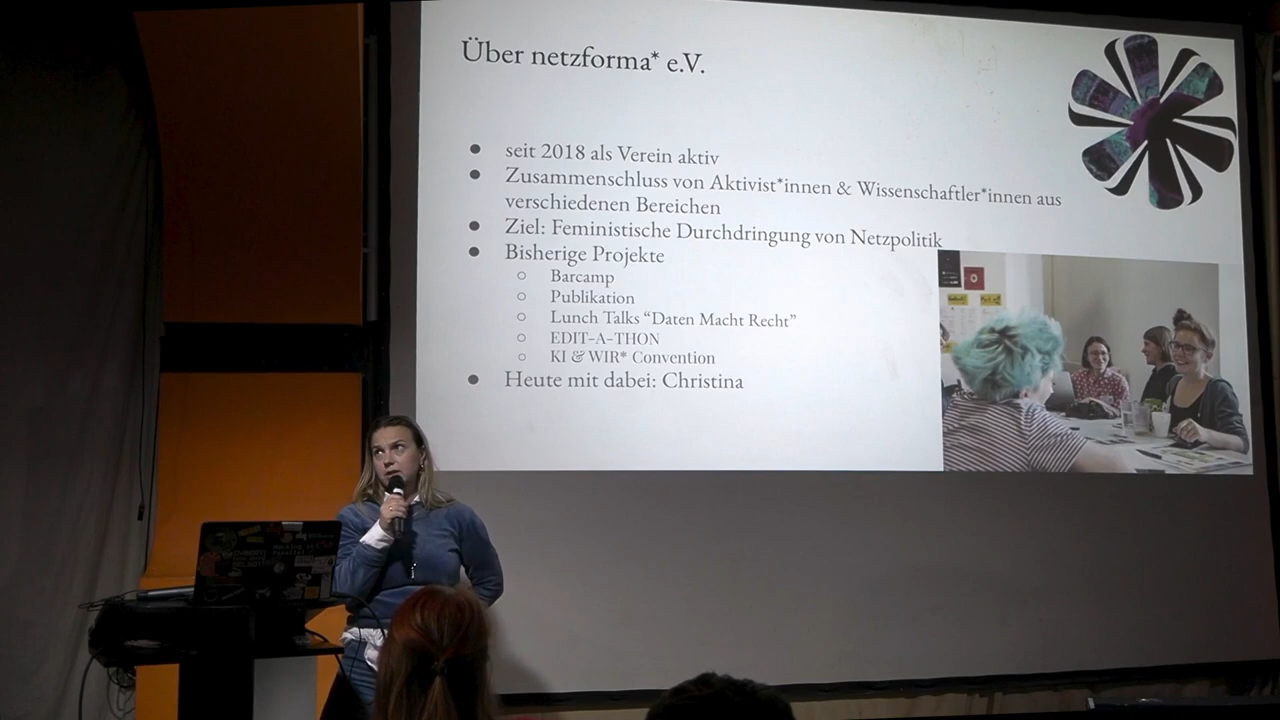 Über netzforma* e.V.
● seit 2018 als Verein aktiv
● Zusammenschluss von Aktivist*innen & Wissenschaftler*innen aus
verschiedenen Bereichen
● Ziel: Feministische Durchdringung von Netzpolitik
● Bisherige Projekte
○ Barcamp
○ Publikation
○ Lunch Talks “Daten Macht Recht”
○ EDIT-A-THON
○ KI & WIR* Convention
● Heute mit dabei: Christina